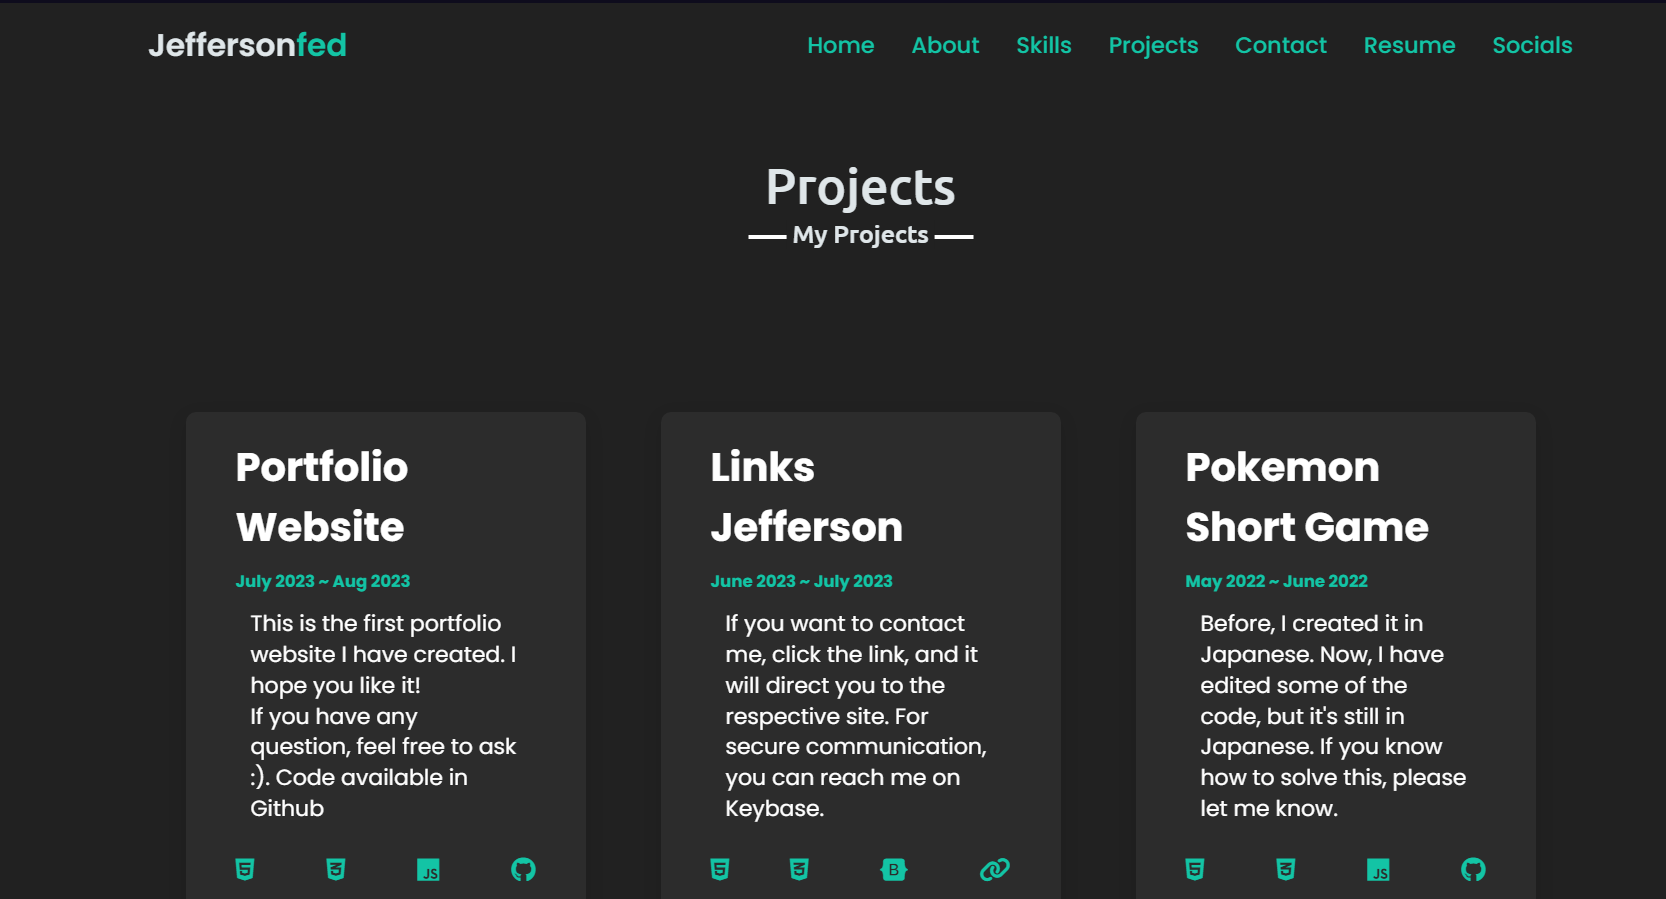 Jeffersonfed
Home About Skills Projects Contact Resume Socials
Projects
My Projects
Portfolio
Website
July 2023 ~ Aug 2023
This is the first portfolio
website I have created. I
hope you like it!
If you have any
question, feel free to ask
:). Code available in
Github
JS
Links
Jefferson
June 2023 ~ July 2023
If you want to contact
me, click the link, and it
will direct you to the
respective site. For
secure communication,
you can reach me on
Keybase.
B
Pokemon
Short Game
May 2022 ~ June 2022
Before, I created it in
Japanese. Now, I have
edited some of the
code, but it's still in
Japanese. If you know
how to solve this, please
let me know.
JS